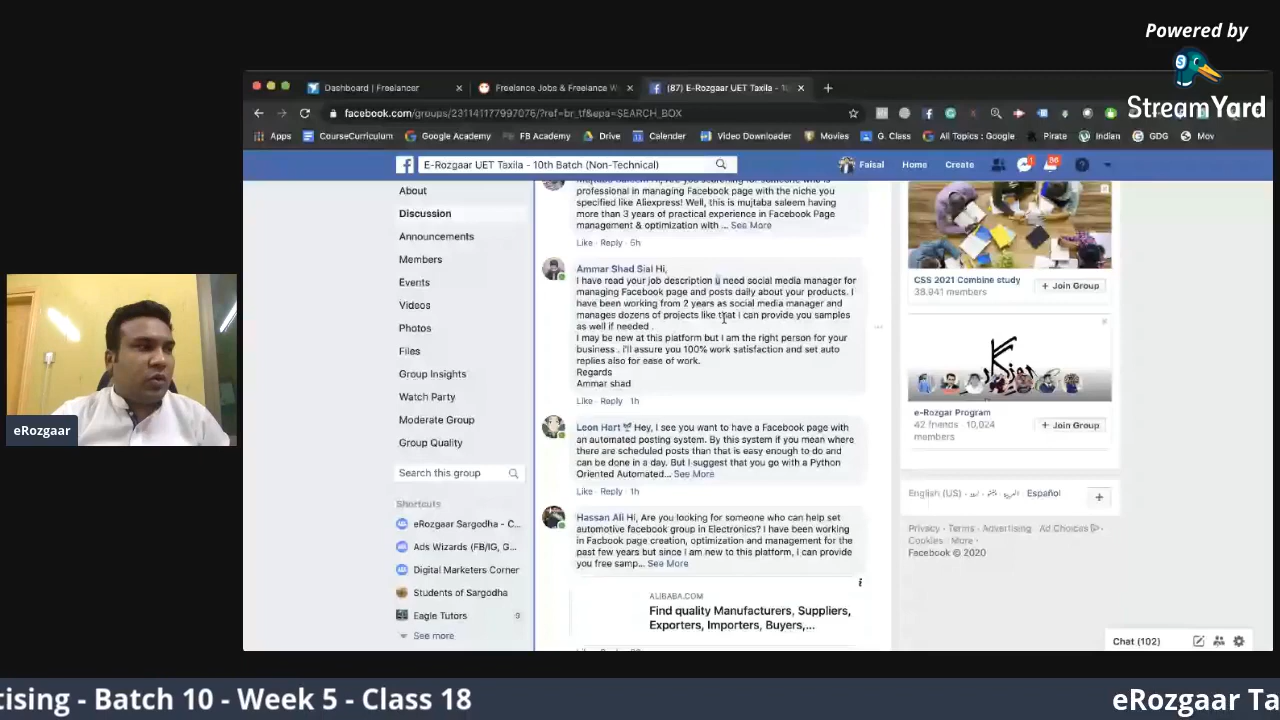 Powered by
StreamYard
Dashboard | Freelancer
Freelance Jobs & Freelance W
(87) E-Rozgaar UET Taxila - 10
facebook.com/groups/231141177997076/?ref=br_tf&epa=SEARCH_BOX
Apps
CourseCurriculum
Google Academy
FB Academy
Drive
Calender
Video Downloader
Movies
G. Class
All Topics : Google
Pirate
Indian
GDG
Mov
E-Rozgaar UET Taxila - 10th Batch (Non-Technical)
Faisal
Home
Create
1
86
About
Discussion
Announcements
Members
Events
Videos
Photos
Files
Group Insights
Watch Party
Moderate Group
Group Quality
Search this group
Shortcuts
eRozgaar Sargodha - C...
Ads Wizards (FB/IG, G...
Digital Marketers Corner
Students of Sargodha
Eagle Tutors 9
See more
professional in managing Facebook page with the niche you
specified like Aliexpress! Well, this is mujtaba saleem having
more than 3 years of practical experience in Facebook Page
management & optimization with ... See More
Like · Reply · 5h
Ammar Shad Sial Hi,
I have read your job description u need social media manager for
managing Facebook page and posts daily about your products. I
have been working from 2 years as social media manager and
manages dozens of projects like that i can provide you samples
as well if needed .
I may be new at this platform but I am the right person for your
business . i'll assure you 100% work satisfaction and set auto
replies also for ease of work.
Regards
Ammar shad
Like · Reply · 1h
Leon Hart Hey, I see you want to have a Facebook page with
an automated posting system. By this system if you mean where
there are scheduled posts than that is easy enough to do and
can be done in a day. But I suggest that you go with a Python
Oriented Automated... See More
Like · Reply · 1h
Hassan Ali Hi, Are you looking for someone who can help set
automotive facebook group in Electronics? I have been working
in Facbook page creation, optimization and management for the
past few years but since I am new to this platform, I can provide
you free samp... See More
ALIBABA.COM
Find quality Manufacturers, Suppliers,
Exporters, Importers, Buyers,...
CSS 2021 Combine study
38,941 members
+ Join Group
e-Rozgar Program
42 friends · 10,024
members
+ Join Group
English (US) · اردو ·
Español
Privacy · Terms · Advertising · Ad Choices
Cookies · More
Facebook © 2020
Chat (102)
eRozgaar
tising - Batch 10 - Week 5 - Class 18
eRozgaar Ta